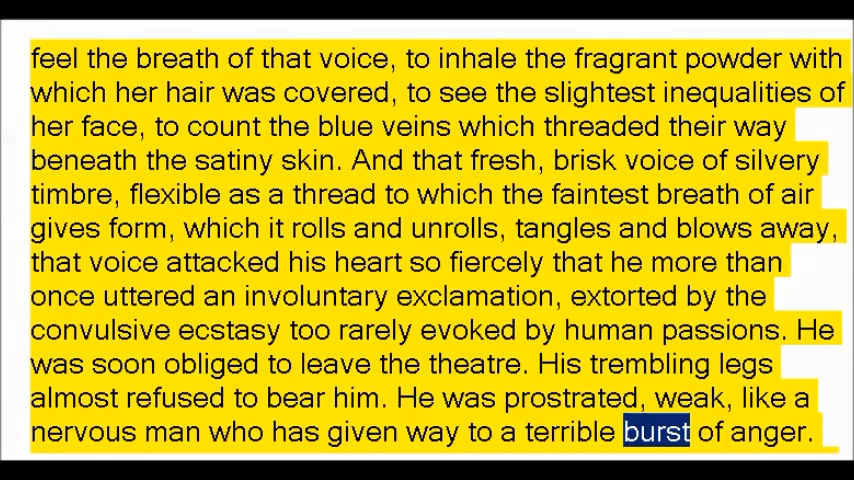 feel the breath of that voice, to inhale the fragrant powder with
which her hair was covered, to see the slightest inequalities of
her face, to count the blue veins which threaded their way
beneath the satiny skin. And that fresh, brisk voice of silvery
timbre, flexible as a thread to which the faintest breath of air
gives form, which it rolls and unrolls, tangles and blows away,
that voice attacked his heart so fiercely that he more than
once uttered an involuntary exclamation, extorted by the
convulsive ecstasy too rarely evoked by human passions. He
was soon obliged to leave the theatre. His trembling legs
almost refused to bear him. He was prostrated, weak, like a
nervous man who has given way to a terrible burst of anger.